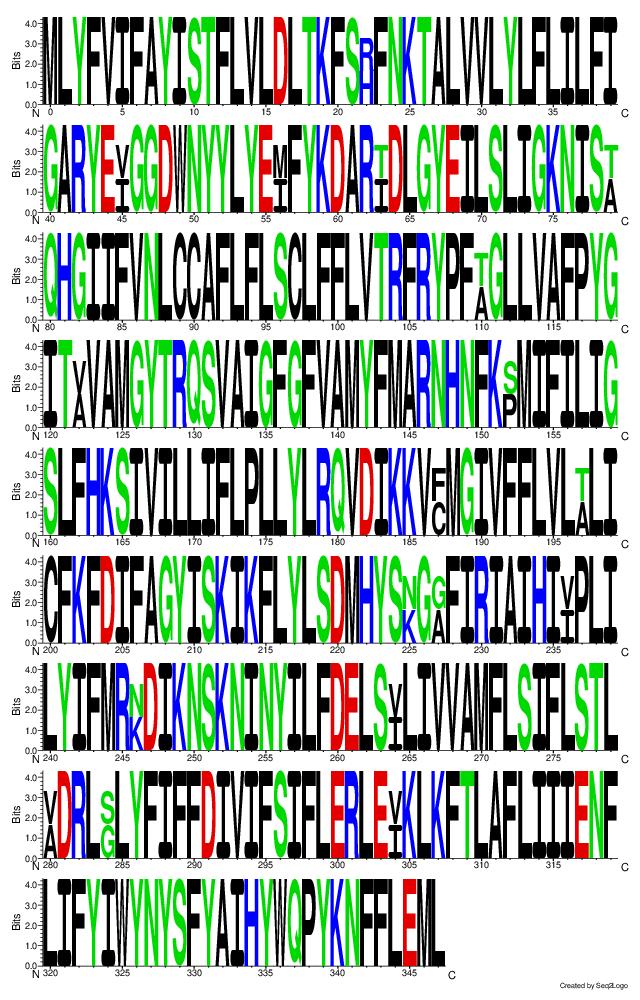 Bits 4.0 3.0 2.0 1.0 0.0
MLYFVIFAYISTFLVLDLTKFSRFNKTALVVLYLFLILFI
N 0 5 10 15 20 25 30 35 C
Bits 4.0 3.0 2.0 1.0 0.0
GARYEVGGDWNYYLYEMFYKDARTDLGYEILSLIGKNIST
I I I A
N 40 45 50 55 60 65 70 75 C
Bits 4.0 3.0 2.0 1.0 0.0
QHGIIFVNLCCAFLFLSCLFFLVTRFRYPFTGLLVAFPYG
A
N 80 85 90 95 100 105 110 115 C
Bits 4.0 3.0 2.0 1.0 0.0
ITVVAMGYTRQSVAIGFGFVAMYFMARNHNFKSMIFILIG
A P
N 120 125 130 135 140 145 150 155 C
Bits 4.0 3.0 2.0 1.0 0.0
SLFHKSIVILLIFLPLLYLRQVDIKKVFMGIVFFLVLTLI
C A
N 160 165 170 175 180 185 190 195 C
Bits 4.0 3.0 2.0 1.0 0.0
CFKFDIFAGYISKIKFLYLSDMHYSNGGFIRIAIHIVPLI
K A I
N 200 205 210 215 220 225 230 235 C
Bits 4.0 3.0 2.0 1.0 0.0
LYIFMRNDIKNSKNINYILFDELSVLIVVAMFLSIFLSTL
K I
N 240 245 250 255 260 265 270 275 C
Bits 4.0 3.0 2.0 1.0 0.0
VDRLSLYFIFFDIVIFSIFLERLEVKLKFTLAFLIIIENF
A G I
N 280 285 290 295 300 305 310 315 C
Bits 4.0 3.0 2.0 1.0 0.0
LIFYIWYNYSFYAIHYWQPYKNFFLEML
N 320 325 330 335 340 345 C
Created by Seq2Logo